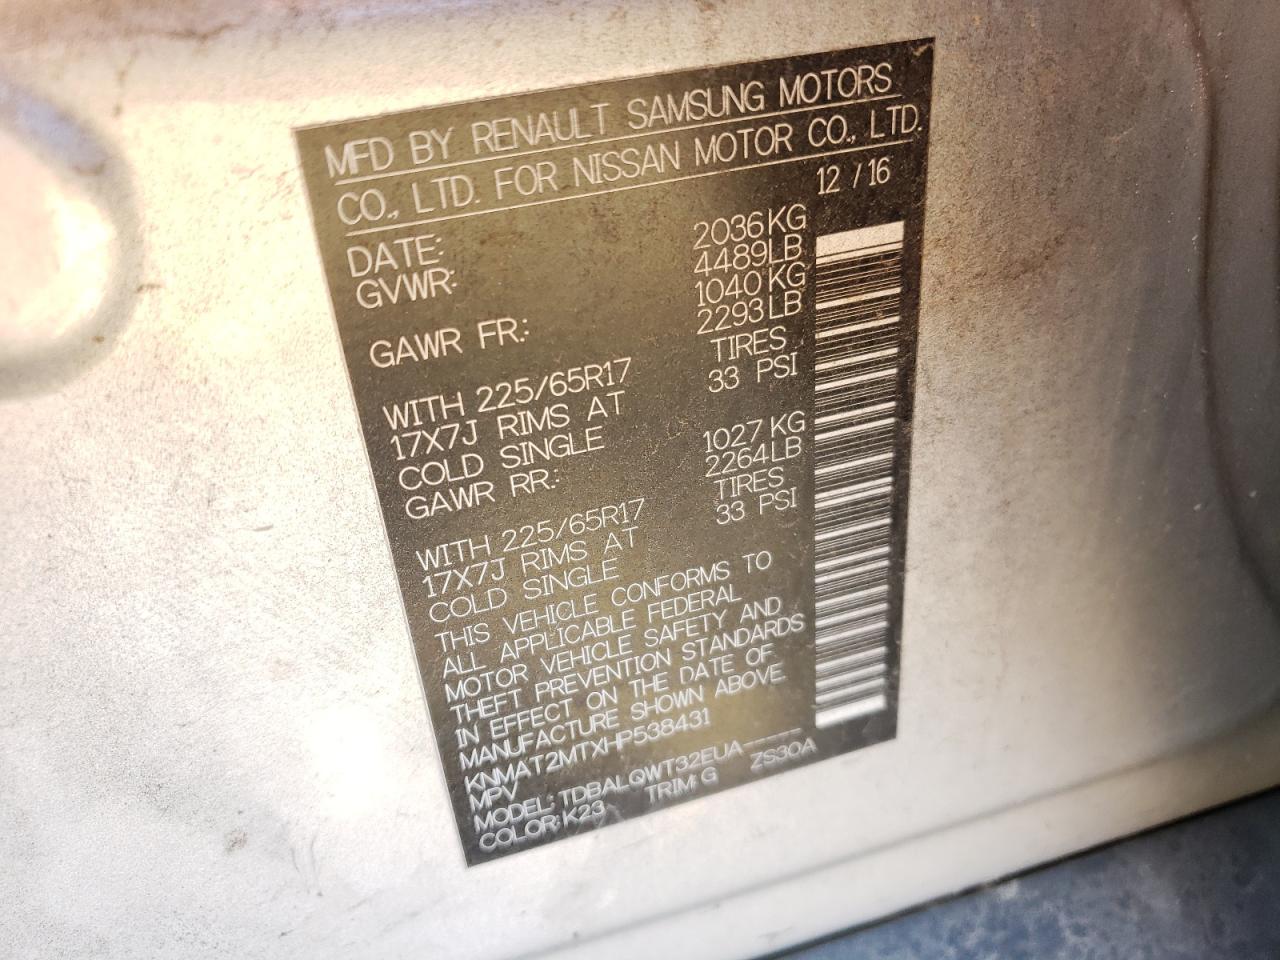 MFD BY RENAULT SAMSUNG MOTORS
CO., LTD. FOR NISSAN MOTOR CO., LTD.
DATE: 12 / 16
GVWR: 2036 KG
4489 LB
GAWR FR.: 1040 KG
2293 LB
WITH 225/65R17 TIRES
17X7J RIMS AT 33 PSI
COLD SINGLE
GAWR RR.: 1027 KG
2264 LB
WITH 225/65R17 TIRES
17X7J RIMS AT 33 PSI
COLD SINGLE
THIS VEHICLE CONFORMS TO
ALL APPLICABLE FEDERAL
MOTOR VEHICLE SAFETY AND
THEFT PREVENTION STANDARDS
IN EFFECT ON THE DATE OF
MANUFACTURE SHOWN ABOVE.
KNMAT2MTXHP538431
MPV
MODEL: TDBALQWT32EUA-----
COLOR: K23 TRIM: G ZS30A